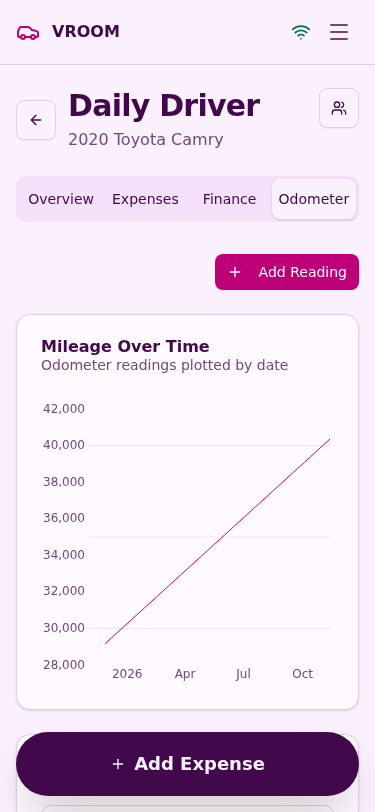 VROOM
Daily Driver
2020 Toyota Camry
Overview Expenses Finance Odometer
+ Add Reading
Mileage Over Time
Odometer readings plotted by date
42,000
40,000
38,000
36,000
34,000
32,000
30,000
28,000
2026 Apr Jul Oct
+ Add Expense